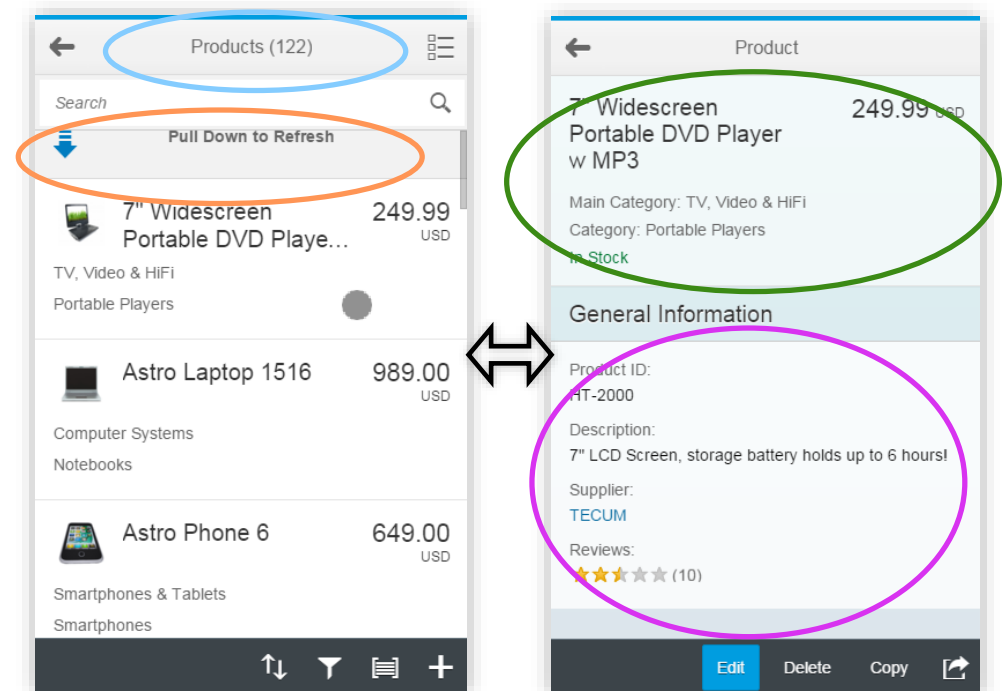 Products (122)
Search
Pull Down to Refresh
7" Widescreen 249.99
Portable DVD Playe... USD
TV, Video & HiFi
Portable Players
Astro Laptop 1516 989.00
USD
Computer Systems
Notebooks
Astro Phone 6 649.00
USD
Smartphones & Tablets
Smartphones
Product
7" Widescreen 249.99 USD
Portable DVD Player
w MP3
Main Category: TV, Video & HiFi
Category: Portable Players
In Stock
General Information
Product ID:
HT-2000
Description:
7" LCD Screen, storage battery holds up to 6 hours!
Supplier:
TECUM
Reviews:
(10)
Edit Delete Copy